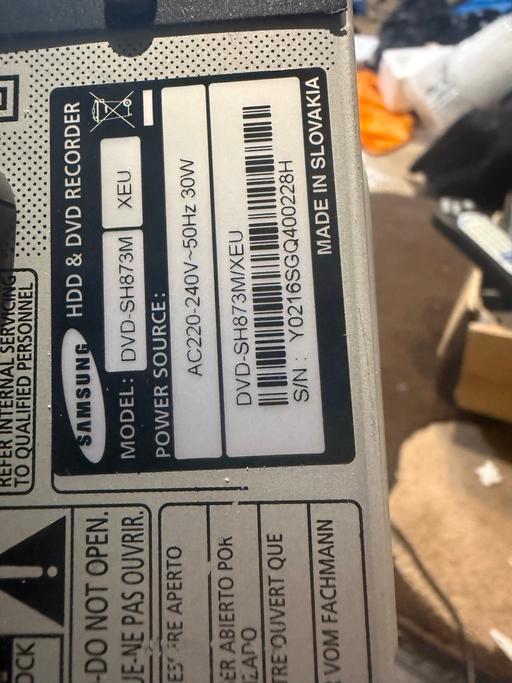 REFER INTERNAL SERVICING
TO QUALIFIED PERSONNEL
SAMSUNG HDD & DVD RECORDER
MODEL: DVD-SH873M XEU
POWER SOURCE:
AC220-240V~50Hz 30W
DVD-SH873M/XEU
S/N : Y0216SGQ400228H
MADE IN SLOVAKIA
-DO NOT OPEN.
-NE PAS OUVRIR.
APERTO
ABIERTO POR
OUVERT QUE
VOM FACHMANN